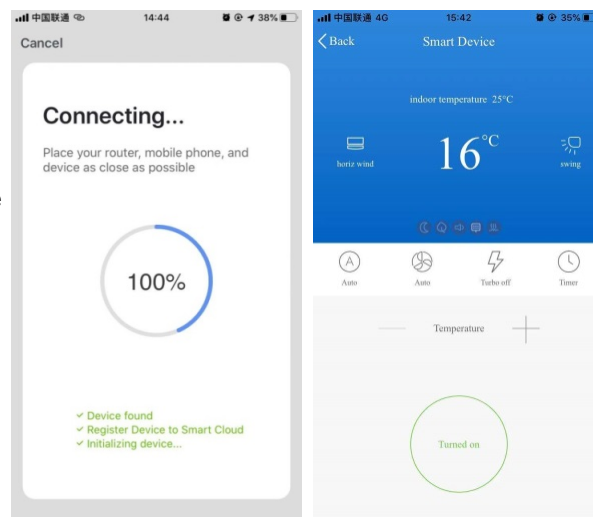 中国联通 14:44 38%
Cancel
Connecting...
Place your router, mobile phone, and
device as close as possible
100%
✓ Device found
✓ Register Device to Smart Cloud
✓ Initializing device...
e
中国联通 4G 15:42 35%
Back Smart Device
indoor temperature 25°C
horiz wind 16°C swing
A
Auto Auto Turbo off Timer
— Temperature +
Turned on